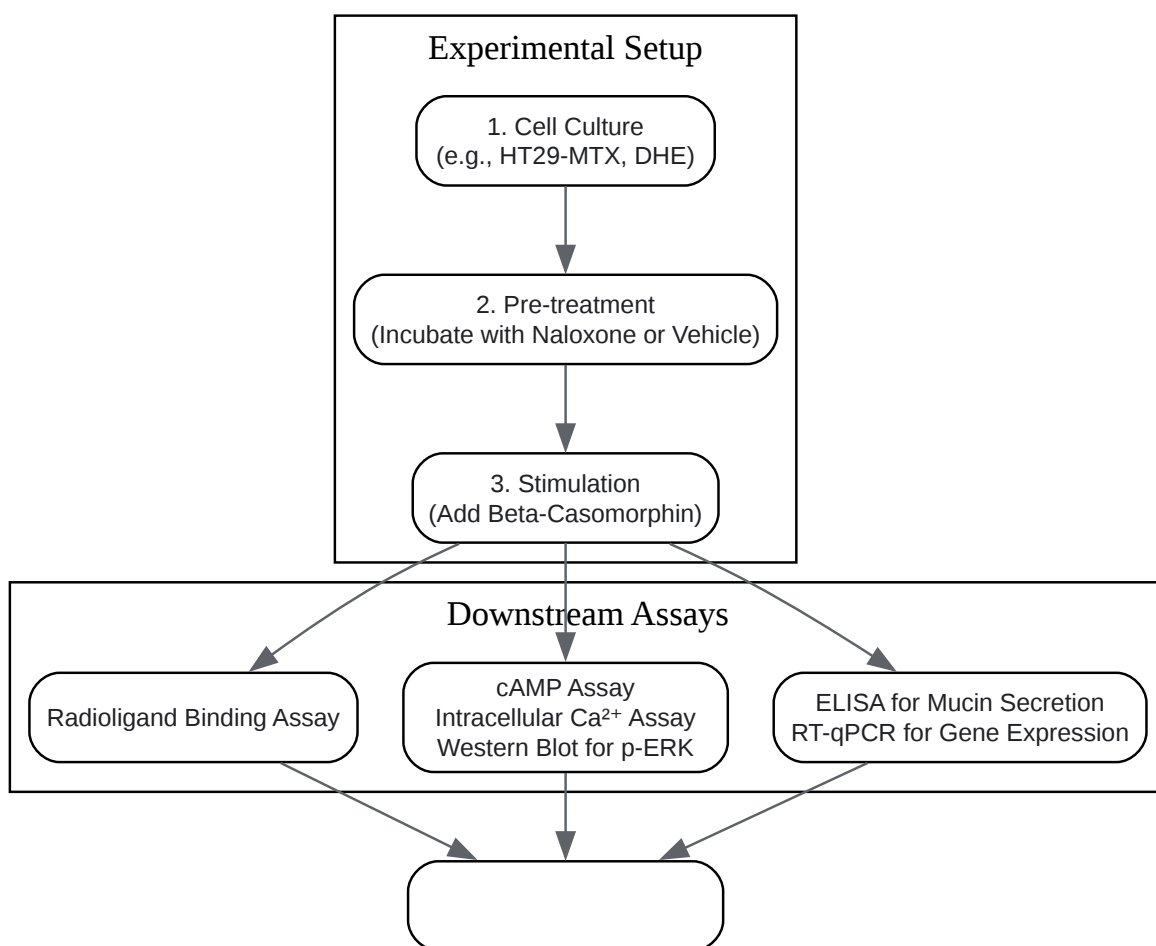 Experimental Setup
1. Cell Culture
(e.g., HT29-MTX, DHE)
2. Pre-treatment
(Incubate with Naloxone or Vehicle)
3. Stimulation
(Add Beta-Casomorphin)
Downstream Assays
Radioligand Binding Assay
cAMP Assay
Intracellular Ca²⁺ Assay
Western Blot for p-ERK
ELISA for Mucin Secretion
RT-qPCR for Gene Expression